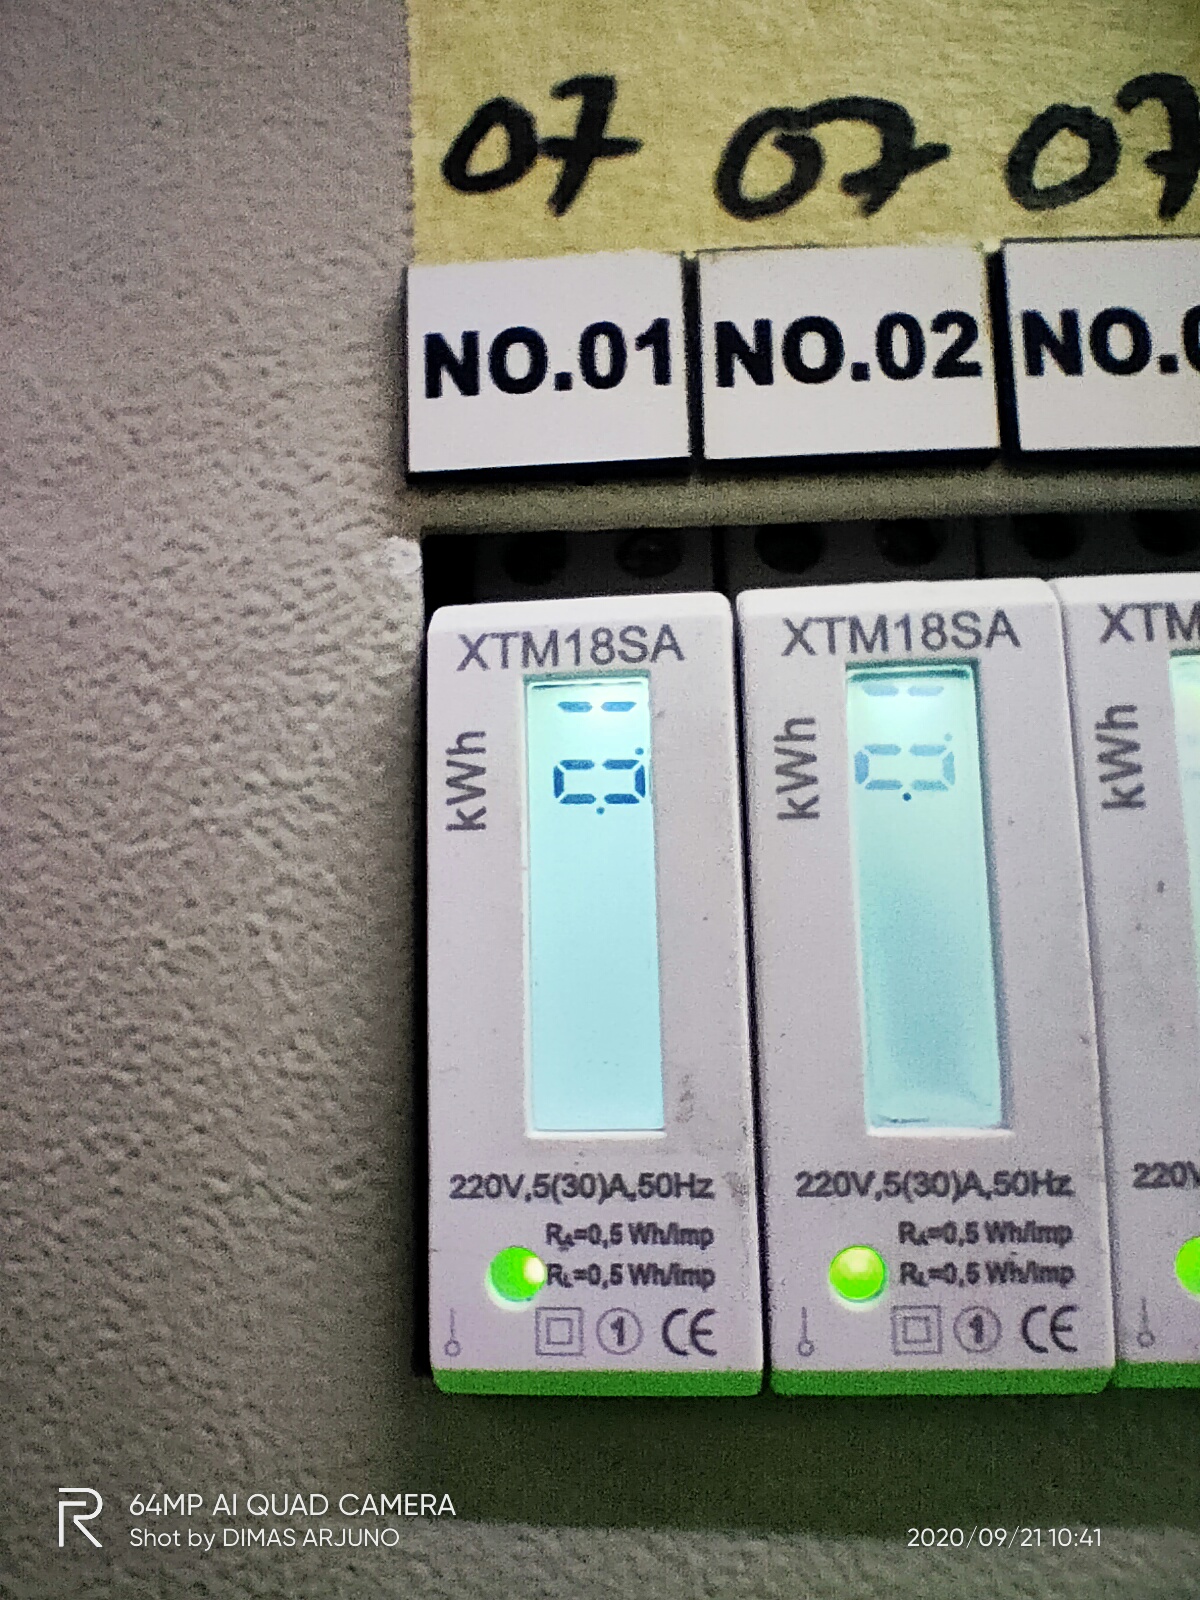 07 07 07
NO.01 NO.02 NO.0
XTM18SA XTM18SA XTM
kWh kWh kWh
220V,5(30)A,50Hz 220V,5(30)A,50Hz 220V
RA=0,5 Wh/Imp RA=0,5 Wh/Imp
RL=0,5 Wh/Imp RL=0,5 Wh/Imp
1 CE 1 CE
R 64MP AI QUAD CAMERA
Shot by DIMAS ARJUNO 2020/09/21 10:41